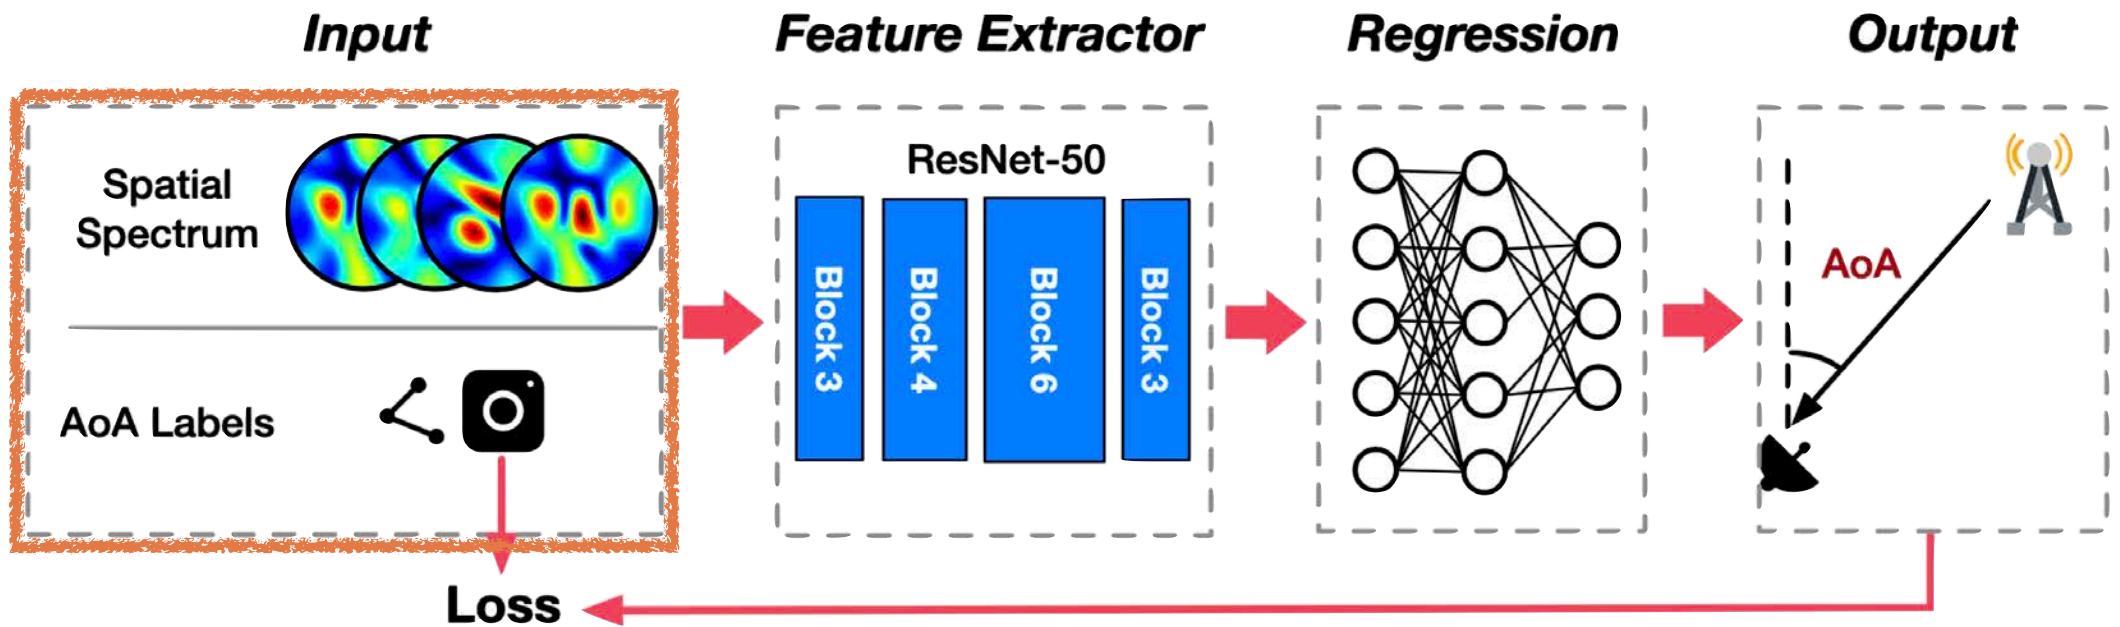 Input
Feature Extractor
Regression
Output
Spatial
Spectrum
AoA Labels
ResNet-50
Block 3
Block 4
Block 6
Block 3
AoA
Loss